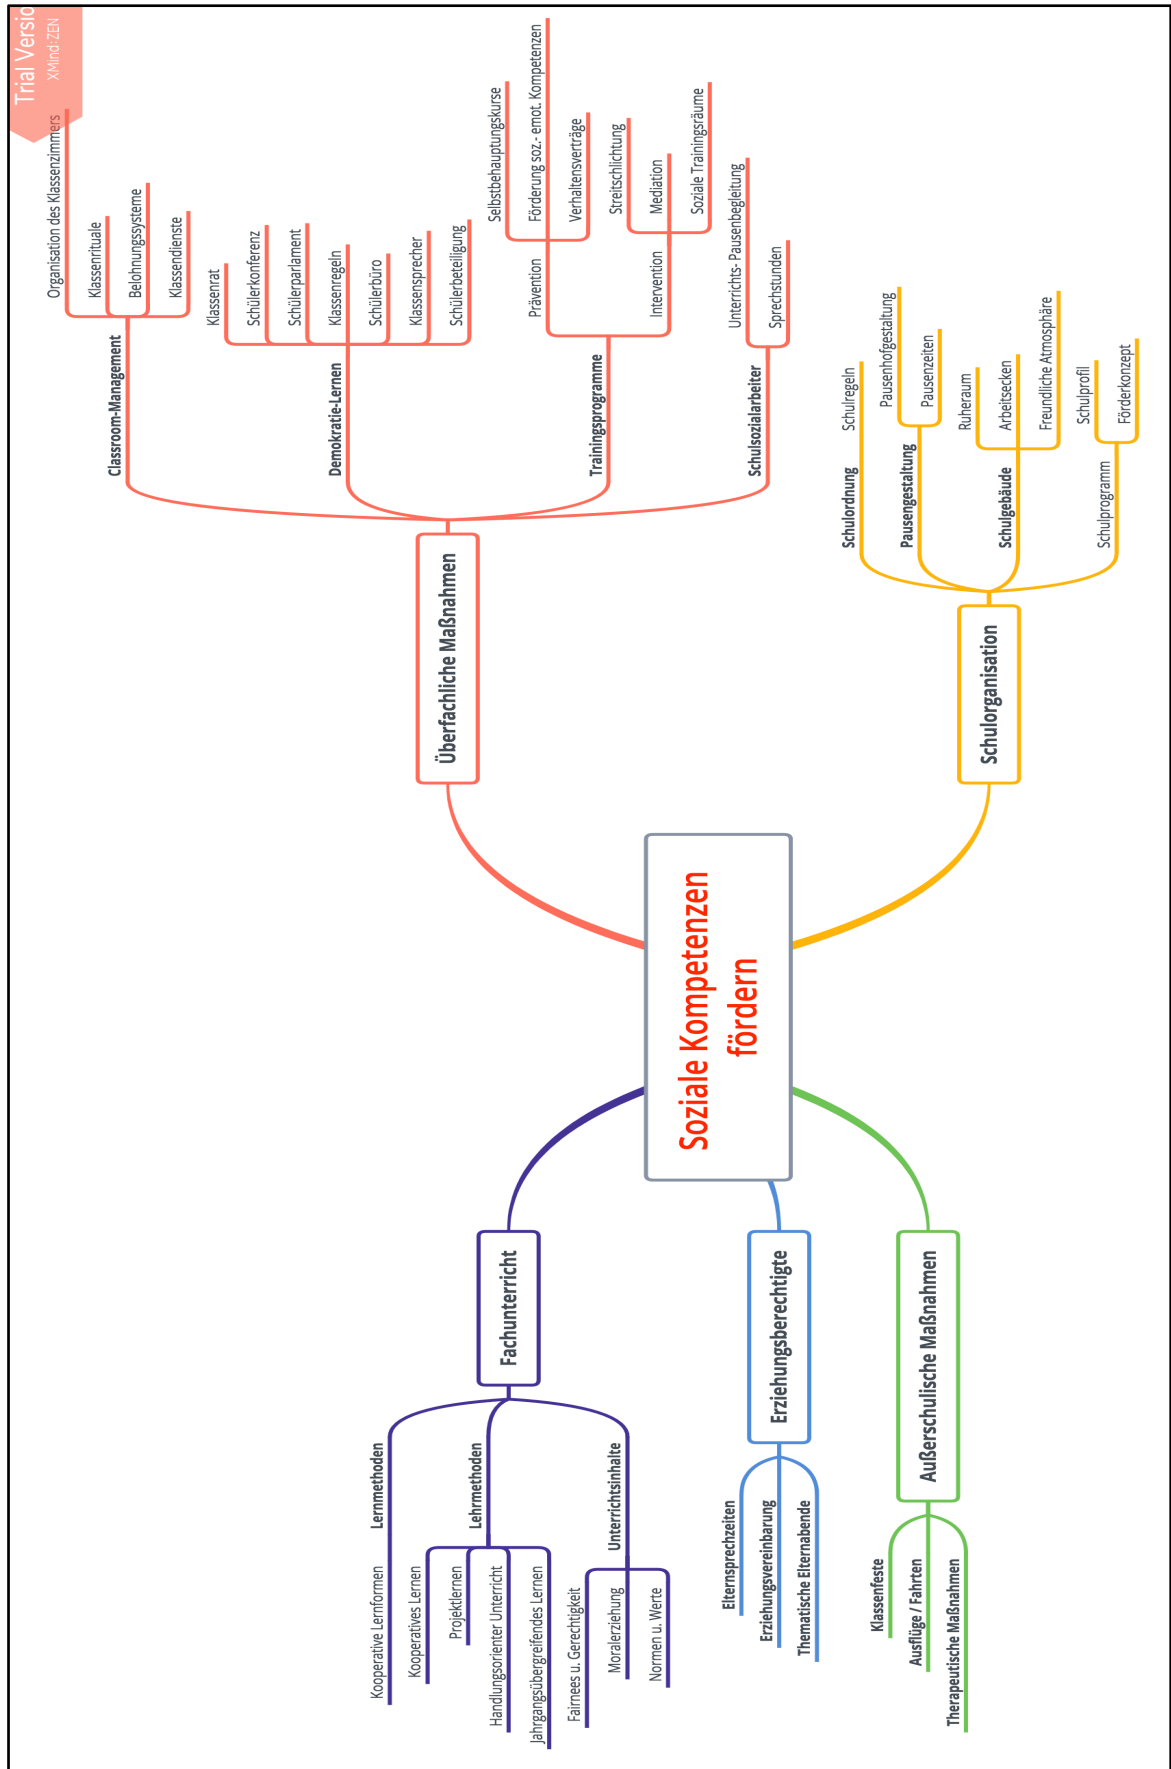 Trial Versio
XMind:ZEN
Soziale Kompetenzen
fördern
Überfachliche Maßnahmen
Classroom-Management
Organisation des Klassenzimmers
Klassenrituale
Belohnungssysteme
Klassendienste
Demokratie-Lernen
Klassenrat
Schülerkonferenz
Schülerparlament
Klassenregeln
Schülerbüro
Klassensprecher
Schülerbeteiligung
Trainingsprogramme
Prävention
Selbstbehauptungskurse
Förderung soz.- emot. Kompetenzen
Verhaltensverträge
Intervention
Streitschlichtung
Mediation
Soziale Trainingsräume
Schulsozialarbeiter
Unterrichts- Pausenbegleitung
Sprechstunden
Schulorganisation
Schulordnung
Schulregeln
Pausengestaltung
Pausenhofgestaltung
Pausenzeiten
Schulgebäude
Ruheraum
Arbeitsecken
Freundliche Atmosphäre
Schulprogramm
Schulprofil
Förderkonzept
Fachunterricht
Lernmethoden
Kooperative Lernformen
Lehrmethoden
Kooperatives Lernen
Projektlernen
Handlungsorienter Unterricht
Jahrgangsübergreifendes Lernen
Unterrichtsinhalte
Fairnees u. Gerechtigkeit
Moralerziehung
Normen u. Werte
Erziehungsberechtigte
Elternsprechzeiten
Erziehungsvereinbarung
Thematische Elternabende
Außerschulische Maßnahmen
Klassenfeste
Ausflüge / Fahrten
Therapeutische Maßnahmen